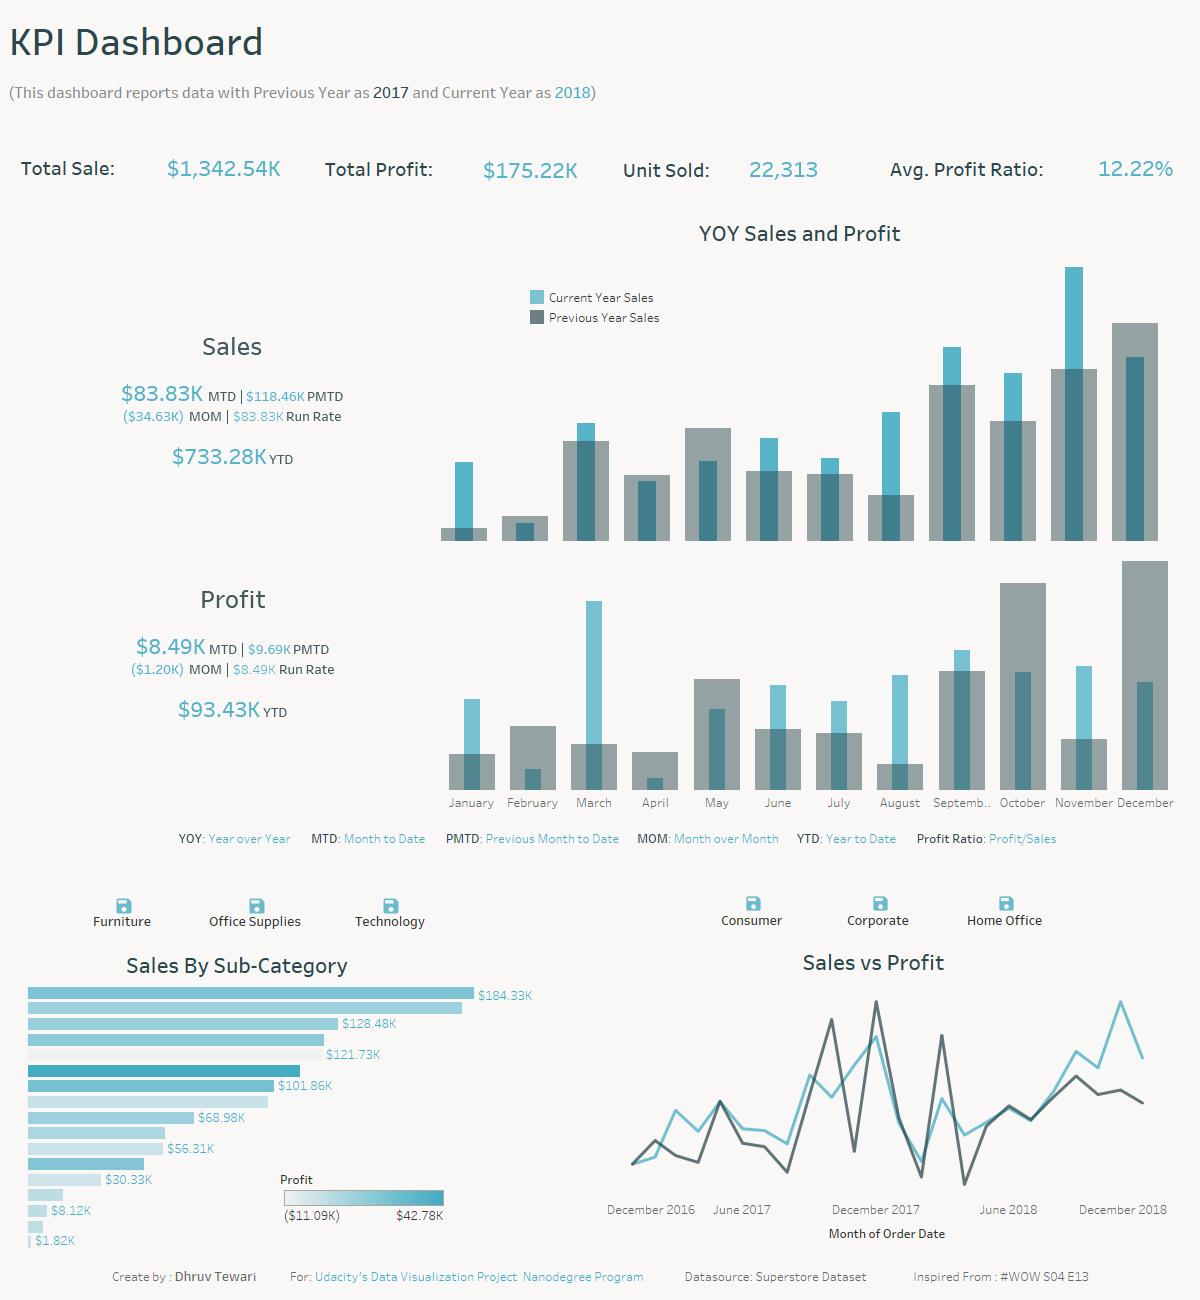 KPI Dashboard
(This dashboard reports data with Previous Year as 2017 and Current Year as 2018)
Total Sale: $1,342.54K Total Profit: $175.22K Unit Sold: 22,313 Avg. Profit Ratio: 12.22%
YOY Sales and Profit
Current Year Sales
Previous Year Sales
Sales
$83.83K MTD | $118.46K PMTD
($34.63K) MOM | $83.83K Run Rate
$733.28K YTD
Profit
$8.49K MTD | $9.69K PMTD
($1.20K) MOM | $8.49K Run Rate
$93.43K YTD
January February March April May June July August Septemb.. October November December
YOY: Year over Year MTD: Month to Date PMTD: Previous Month to Date MOM: Month over Month YTD: Year to Date Profit Ratio: Profit/Sales
Furniture Office Supplies Technology
Consumer Corporate Home Office
Sales By Sub-Category
$184.33K
$128.48K
$121.73K
$101.86K
$68.98K
$56.31K
$30.33K
$8.12K
$1.82K
Profit
($11.09K) $42.78K
Sales vs Profit
December 2016 June 2017 December 2017 June 2018 December 2018
Month of Order Date
Create by : Dhruv Tewari For: Udacity's Data Visualization Project Nanodegree Program Datasource: Superstore Dataset Inspired From : #WOW S04 E13